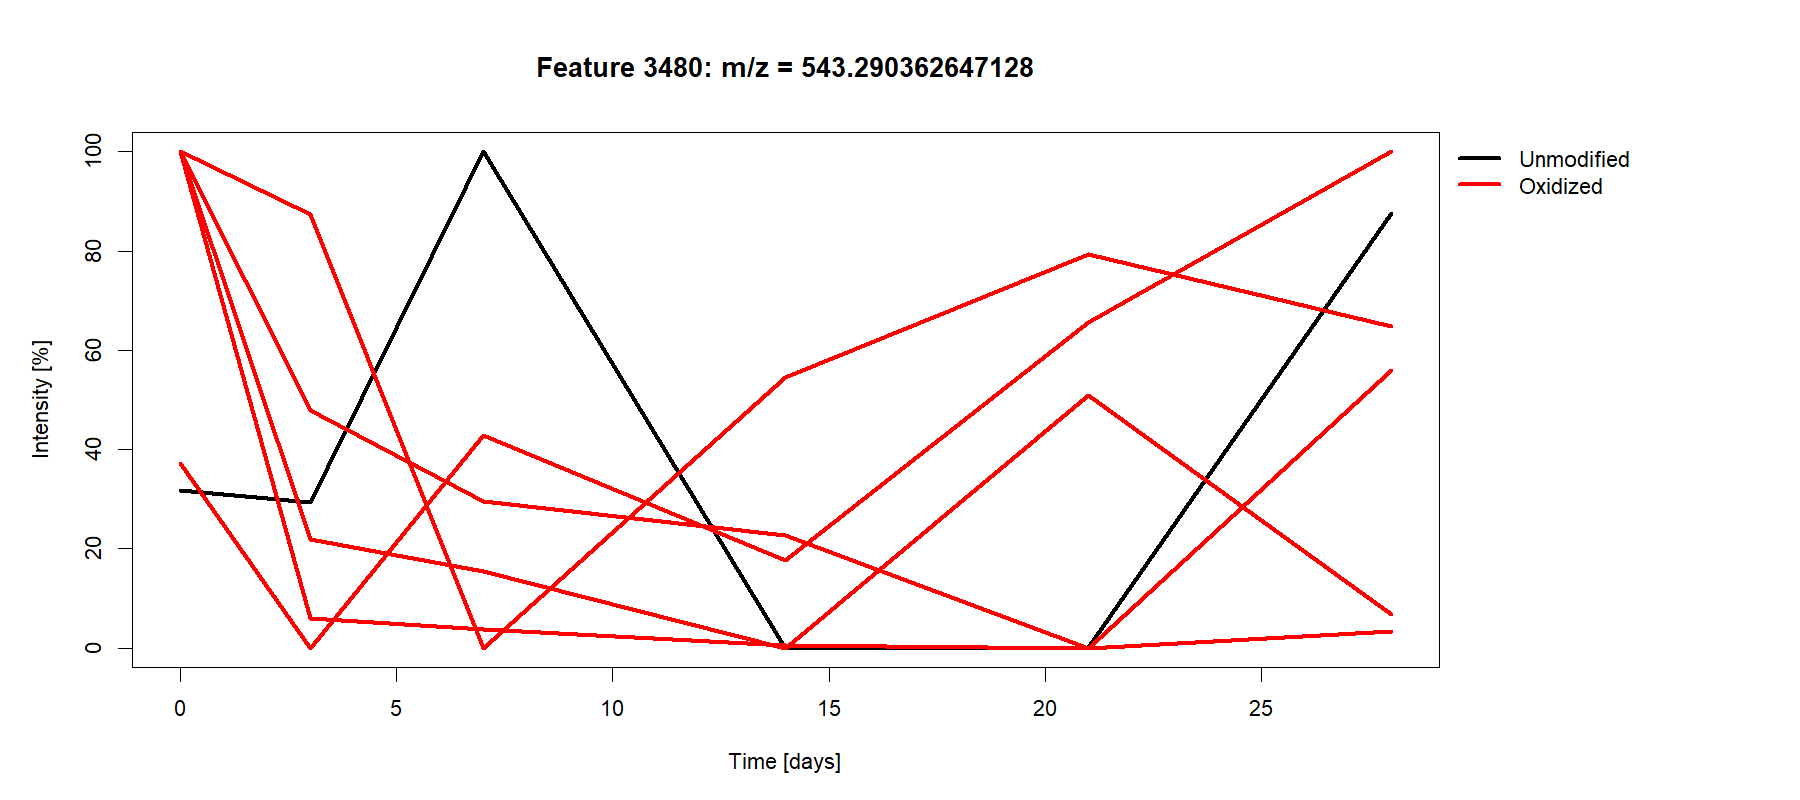 Feature 3480: m/z = 543.290362647128
100
80
60
40
20
0
Intensity [%]
0 5 10 15 20 25
Time [days]
Unmodified
Oxidized